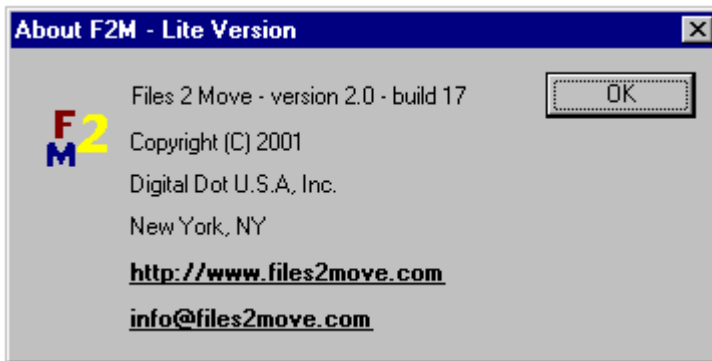 About F2M - Lite Version
Files 2 Move - version 2.0 - build 17
OK
F2
M
Copyright (C) 2001
Digital Dot U.S.A, Inc.
New York, NY
http://www.files2move.com
info@files2move.com